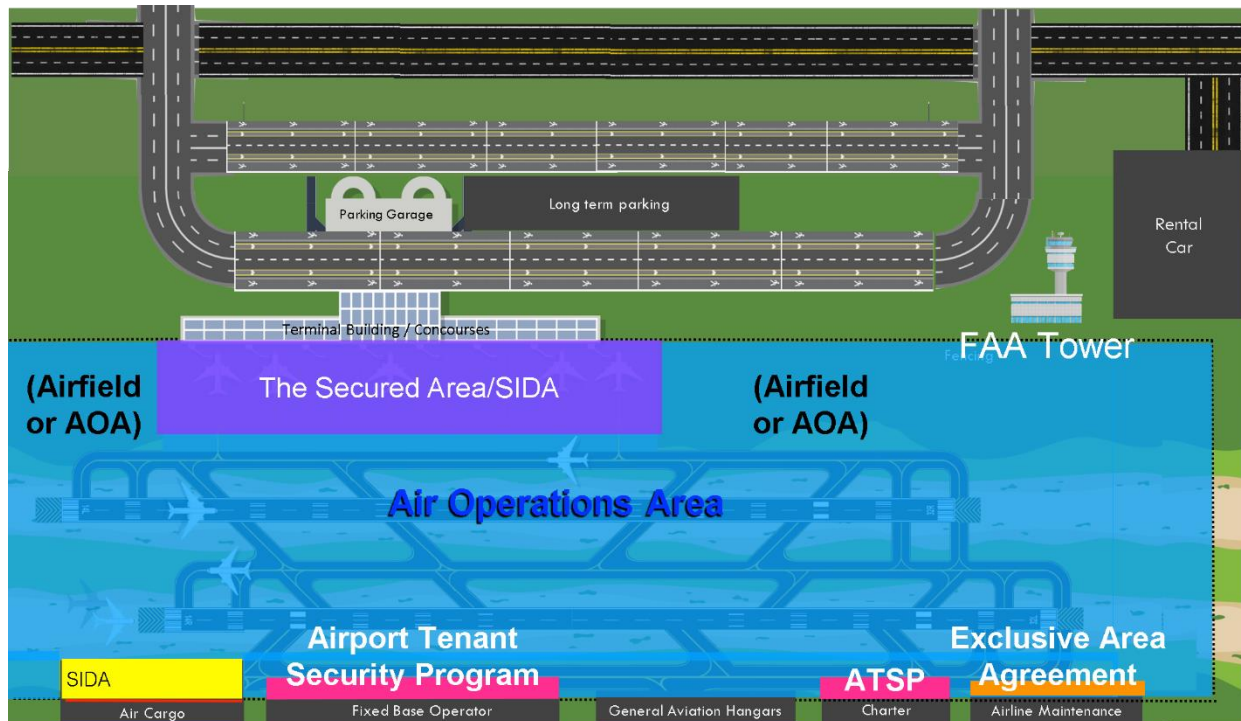 Parking Garage
Long term parking
Rental
Car
Terminal Building / Concourses
FAA Tower
Fencing
(Airfield
or AOA)
The Secured Area/SIDA
(Airfield
or AOA)
Air Operations Area
Airport Tenant
Security Program
Exclusive Area
Agreement
SIDA
ATSP
Air Cargo
Fixed Base Operator
General Aviation Hangars
Charter
Airline Maintenance